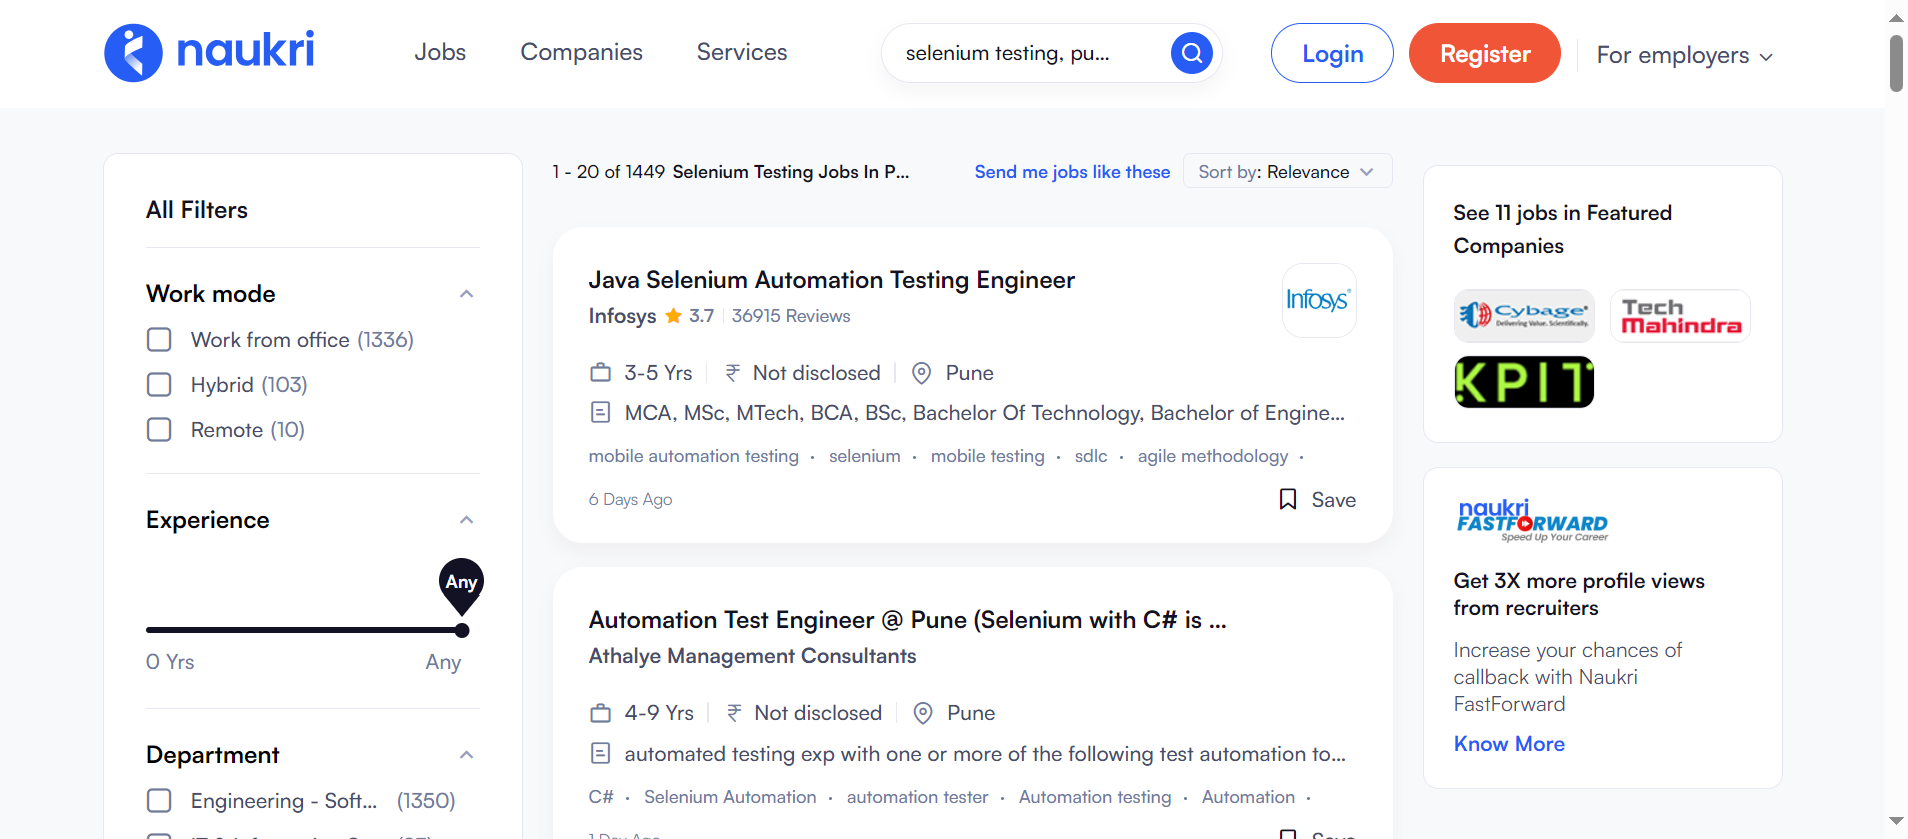 naukri
Jobs
Companies
Services
selenium testing, pu...
Login
Register
For employers
All Filters
Work mode
Work from office (1336)
Hybrid (103)
Remote (10)
Experience
Any
0 Yrs
Any
Department
Engineering - Soft... (1350)
1 - 20 of 1449 Selenium Testing Jobs In P...
Send me jobs like these
Sort by: Relevance
Java Selenium Automation Testing Engineer
Infosys 3.7 36915 Reviews
Infosys
3-5 Yrs ₹ Not disclosed Pune
MCA, MSc, MTech, BCA, BSc, Bachelor Of Technology, Bachelor of Engine...
mobile automation testing · selenium · mobile testing · sdlc · agile methodology ·
6 Days Ago
Save
Automation Test Engineer @ Pune (Selenium with C# is ...
Athalye Management Consultants
4-9 Yrs ₹ Not disclosed Pune
automated testing exp with one or more of the following test automation to...
C# · Selenium Automation · automation tester · Automation testing · Automation ·
1 Day Ago
Save
See 11 jobs in Featured
Companies
Cybage
Delivering Value. Scientifically.
Tech
Mahindra
KPIT
naukri
FASTFORWARD
Speed Up Your Career
Get 3X more profile views
from recruiters
Increase your chances of
callback with Naukri
FastForward
Know More